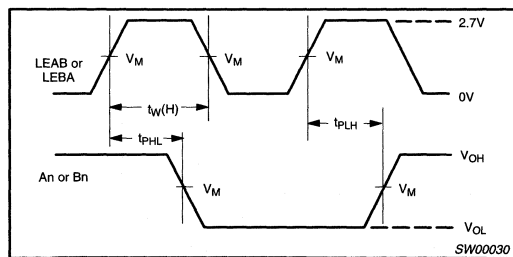 2.7V
LEAB or
LEBA
VM
VM
VM
0V
tW(H)
tPHL
tPLH
An or Bn
VOH
VM
VM
VOL
SW00030